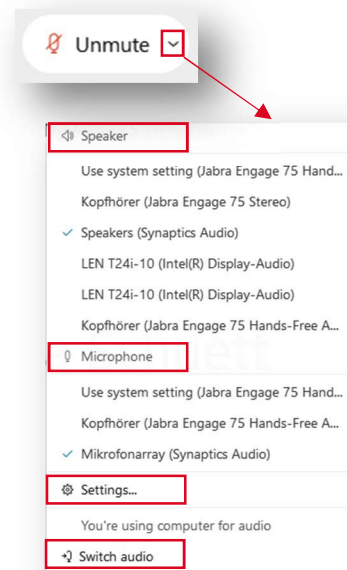 Unmute
Speaker
Use system setting (Jabra Engage 75 Hand...
Kopfhörer (Jabra Engage 75 Stereo)
Speakers (Synaptics Audio)
LEN T24i-10 (Intel(R) Display-Audio)
LEN T24i-10 (Intel(R) Display-Audio)
Kopfhörer (Jabra Engage 75 Hands-Free A...
Microphone
Use system setting (Jabra Engage 75 Hand...
Kopfhörer (Jabra Engage 75 Hands-Free A...
Mikrofonarray (Synaptics Audio)
Settings...
You're using computer for audio
Switch audio